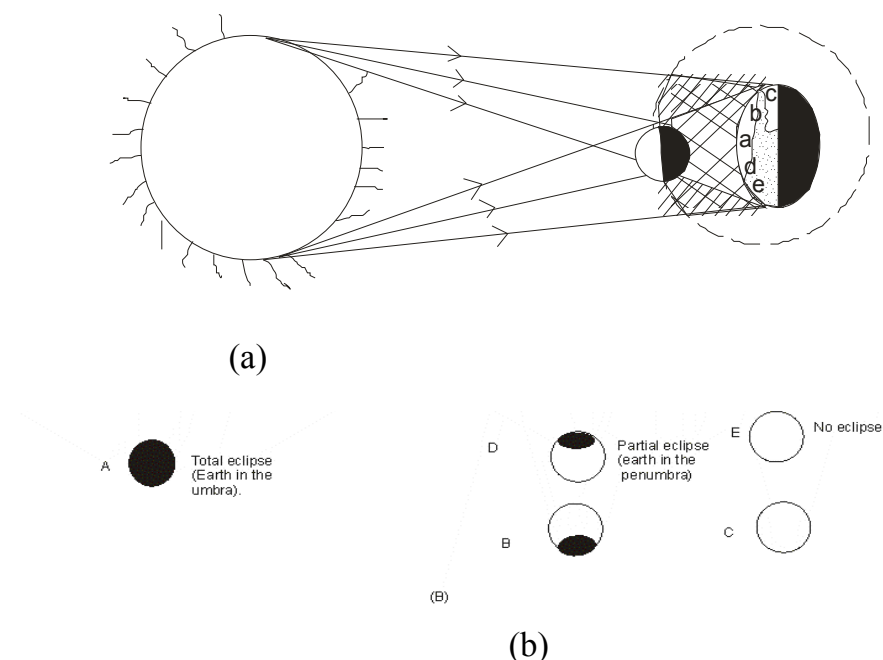 c
b
a
d
e
(a)
A
Total eclipse
(Earth in the
umbra).
D
Partial eclipse
(earth in the
penumbra)
B
E
No eclipse
C
(B)
(b)